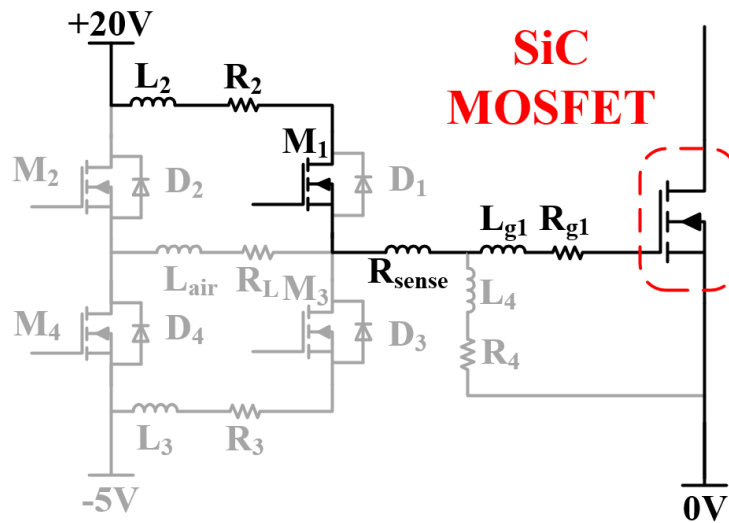 +20V
SiC
MOSFET
L2
R2
M1
M2
D2
D1
Lg1
Rg1
Lair
RL
M3
Rsense
L4
M4
D4
D3
R4
L3
R3
-5V
0V